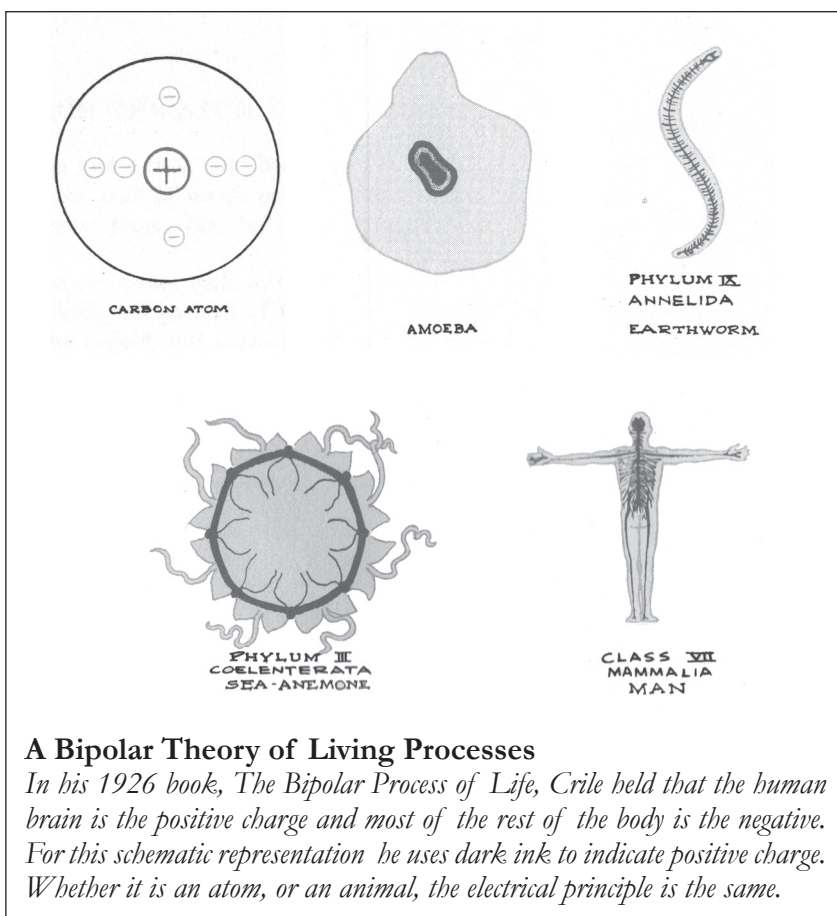 CARBON ATOM
AMOEBA
PHYLUM IX
ANNELIDA
EARTHWORM
PHYLUM III
COELENTERATA
SEA-ANEMONE
CLASS VII
MAMMALIA
MAN
A Bipolar Theory of Living Processes
In his 1926 book, The Bipolar Process of Life, Crile held that the human
brain is the positive charge and most of the rest of the body is the negative.
For this schematic representation he uses dark ink to indicate positive charge.
Whether it is an atom, or an animal, the electrical principle is the same.